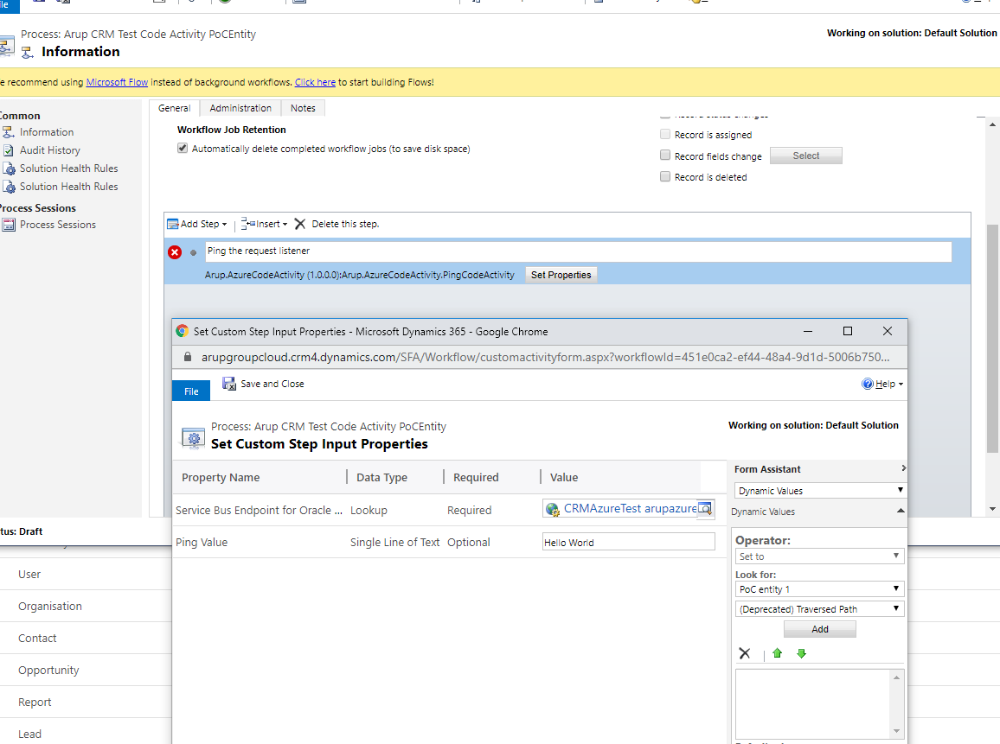 ile
Process: Arup CRM Test Code Activity PoCEntity
Working on solution: Default Solution
Information
e recommend using Microsoft Flow instead of background workflows. Click here to start building Flows!
Common
Information
Audit History
Solution Health Rules
Solution Health Rules
Process Sessions
Process Sessions
General
Administration
Notes
Workflow Job Retention
Automatically delete completed workflow jobs (to save disk space)
Record status changes
Record is assigned
Record fields change
Select
Record is deleted
Add Step
Insert
Delete this step.
Ping the request listener
Arup.AzureCodeActivity (1.0.0.0):Arup.AzureCodeActivity.PingCodeActivity
Set Properties
Set Custom Step Input Properties - Microsoft Dynamics 365 - Google Chrome
arupgroupcloud.crm4.dynamics.com/SFA/Workflow/customactivityform.aspx?workflowId=451e0ca2-ef44-48a4-9d1d-5006b750...
File
Save and Close
Help
Process: Arup CRM Test Code Activity PoCEntity
Set Custom Step Input Properties
Working on solution: Default Solution
Property Name
Data Type
Required
Value
Service Bus Endpoint for Oracle ...
Lookup
Required
CRMAzureTest arupazure
Ping Value
Single Line of Text
Optional
Hello World
Form Assistant
Dynamic Values
Dynamic Values
Operator:
Set to
Look for:
PoC entity 1
(Deprecated) Traversed Path
Add
tus: Draft
User
Organisation
Contact
Opportunity
Report
Lead